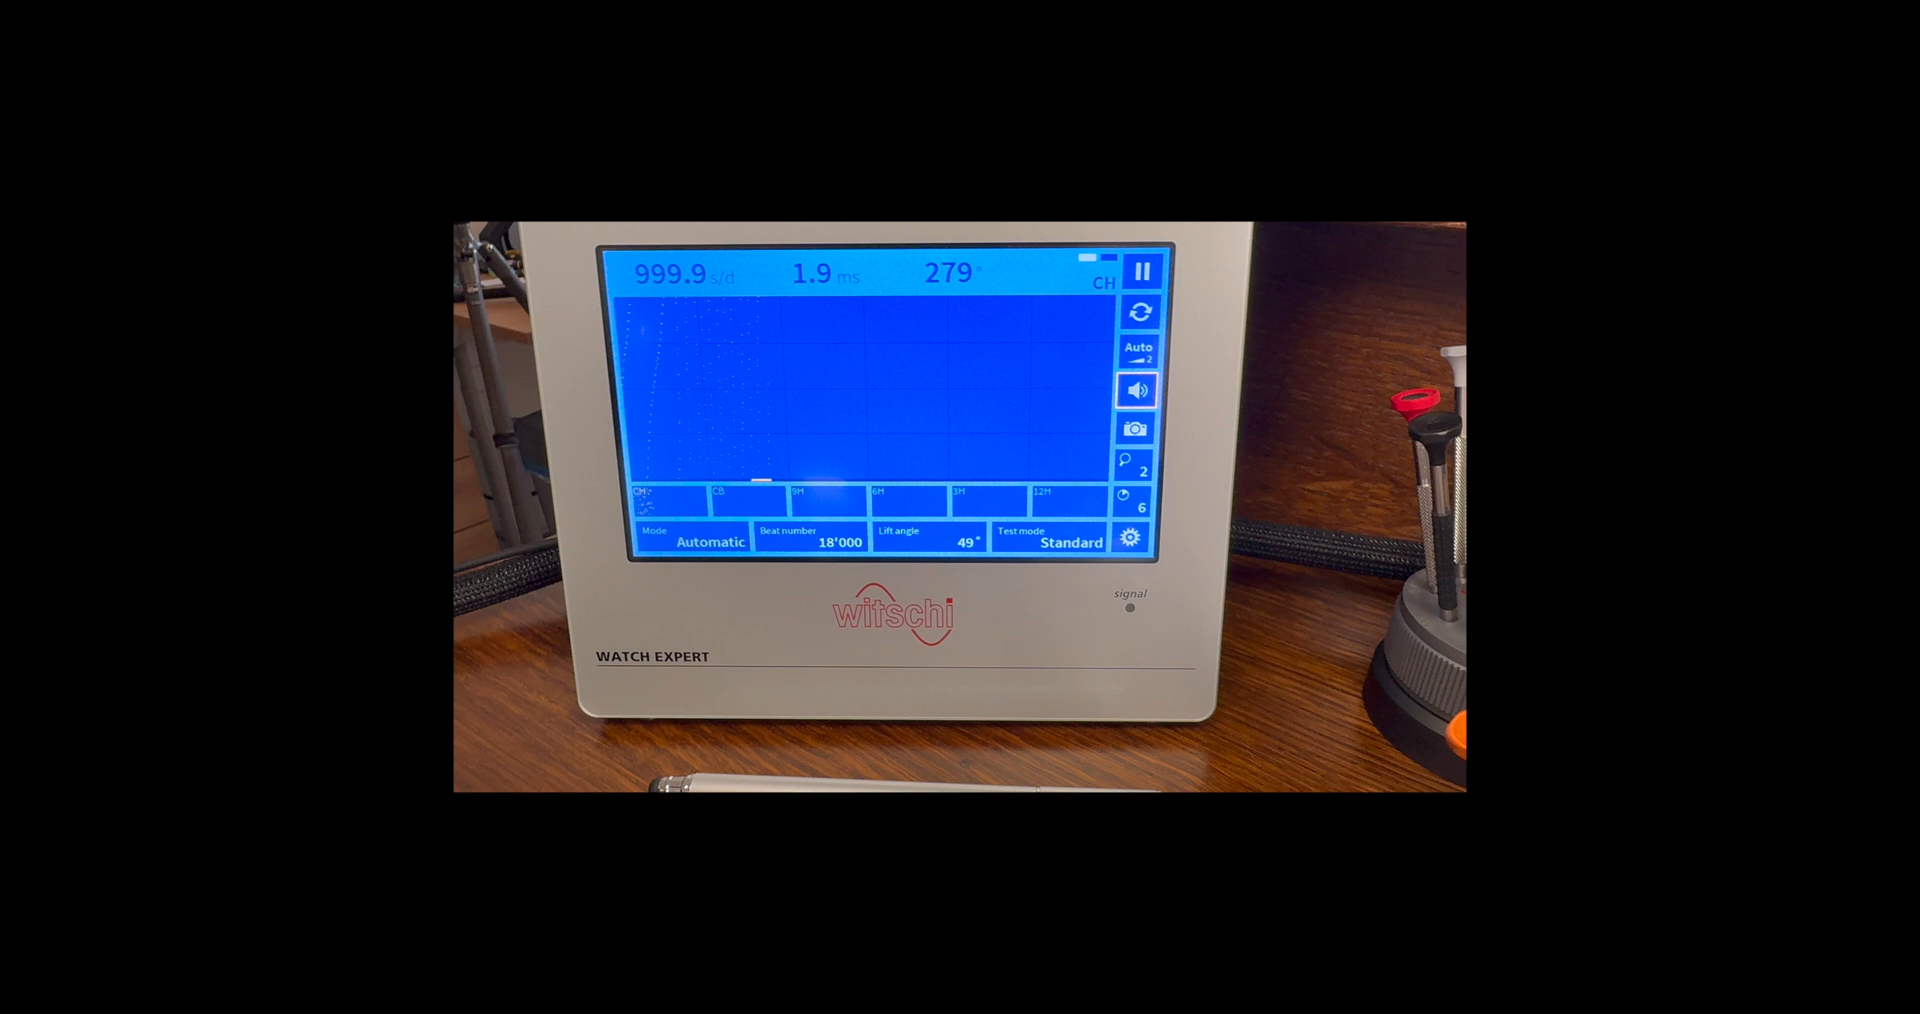 999.9 s/d 1.9 ms 279°
CH
Auto
2
2
CH CB 9H 6H 3H 12H
6
Mode Beat number Lift angle Test mode
Automatic 18'000 49° Standard
signal
witschi
WATCH EXPERT